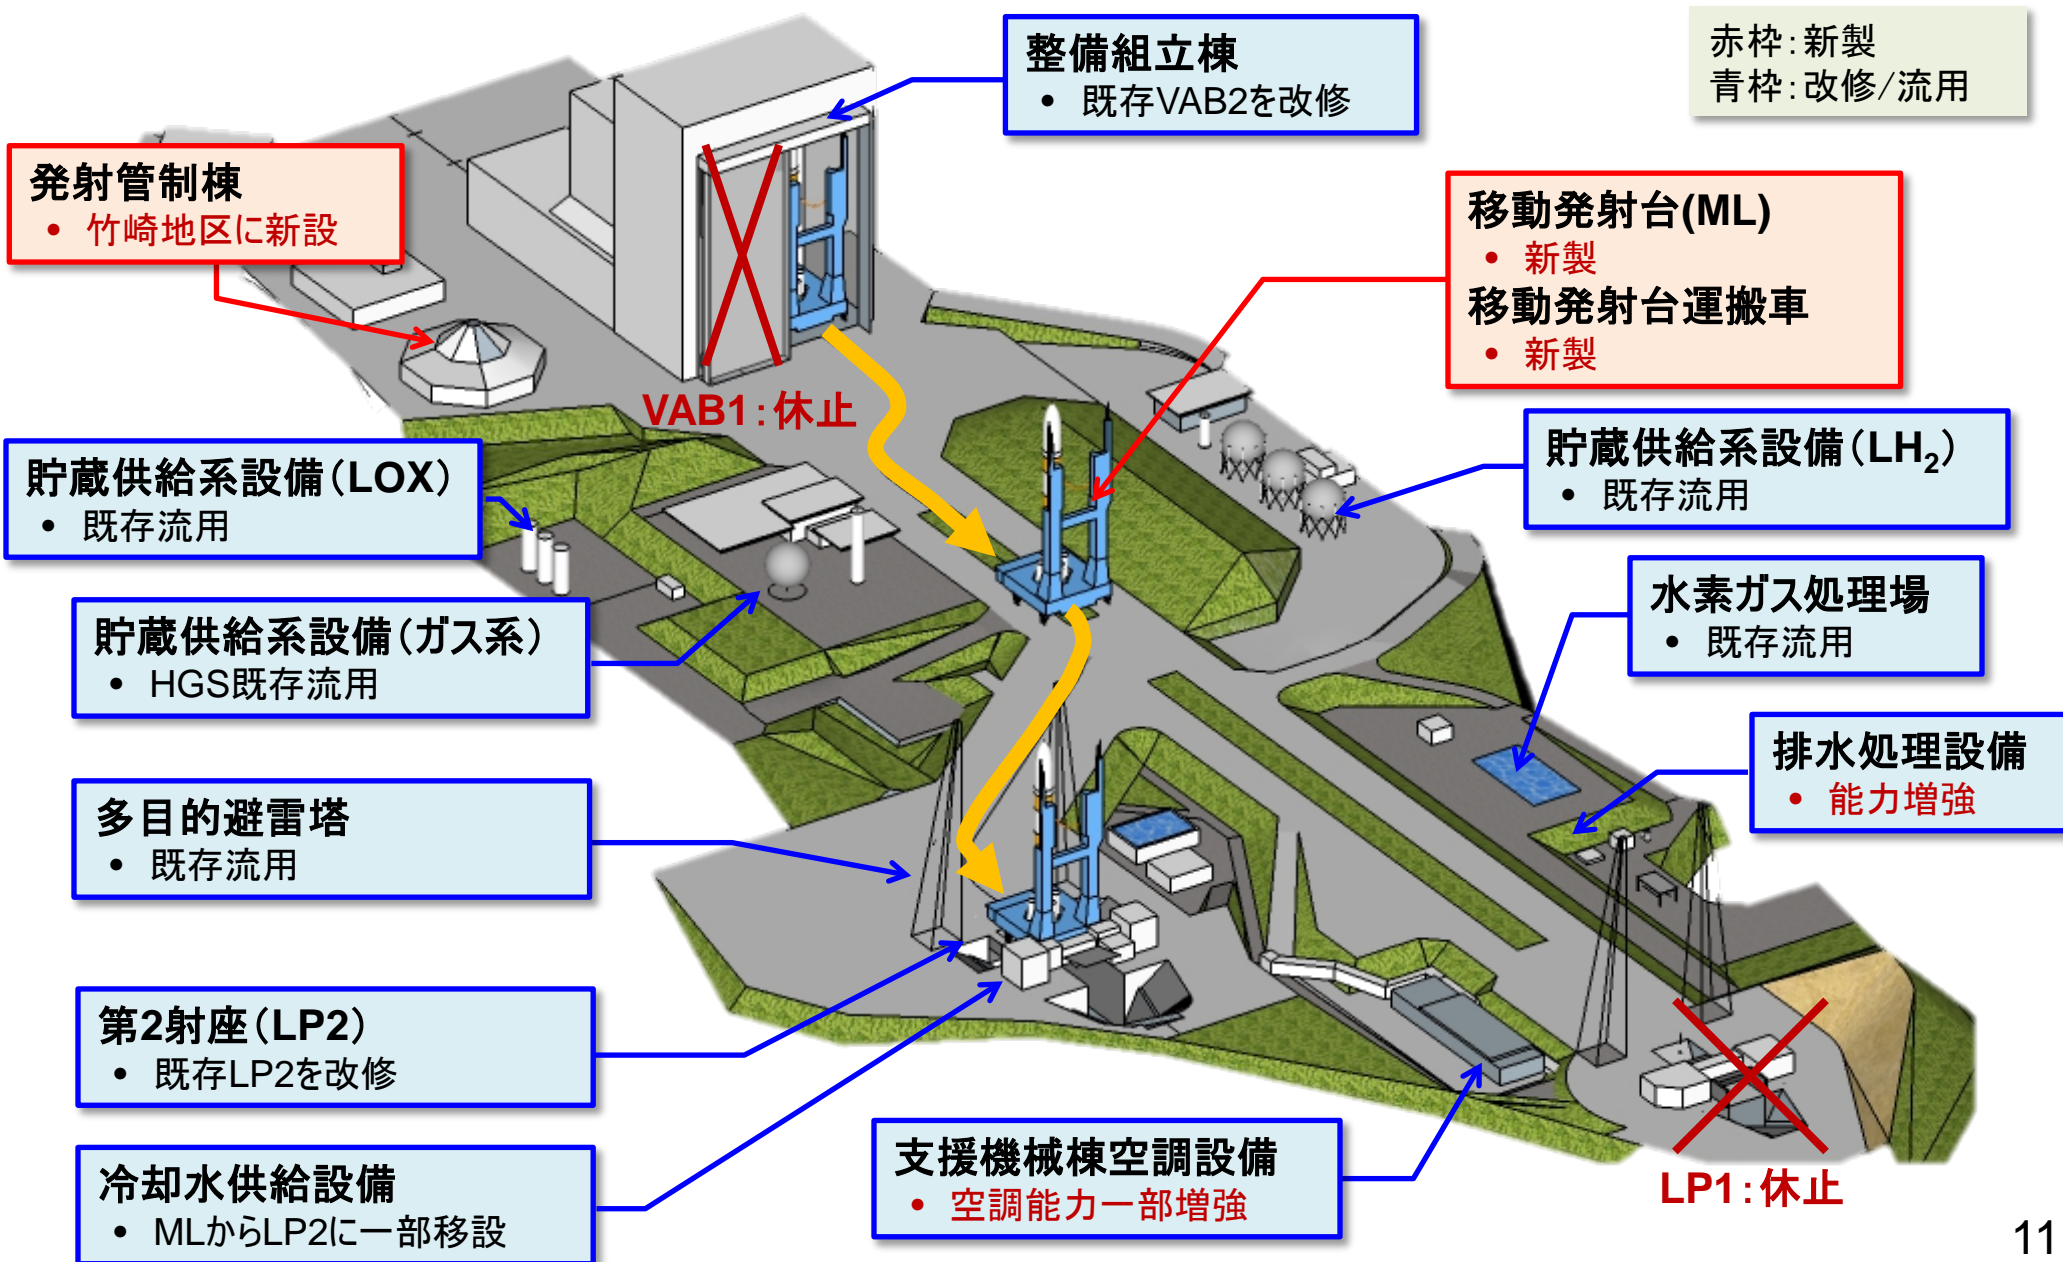 整備組立棟
• 既存VAB2を改修
赤枠：新製
青枠：改修/流用
発射管制棟
• 竹崎地区に新設
移動発射台(ML)
• 新製
移動発射台運搬車
• 新製
VAB1：休止
貯蔵供給系設備（LOX）
• 既存流用
貯蔵供給系設備（LH₂）
• 既存流用
貯蔵供給系設備（ガス系）
• HGS既存流用
水素ガス処理場
• 既存流用
排水処理設備
• 能力増強
多目的避雷塔
• 既存流用
第2射座（LP2）
• 既存LP2を改修
冷却水供給設備
• MLからLP2に一部移設
支援機械棟空調設備
• 空調能力一部増強
LP1：休止
11